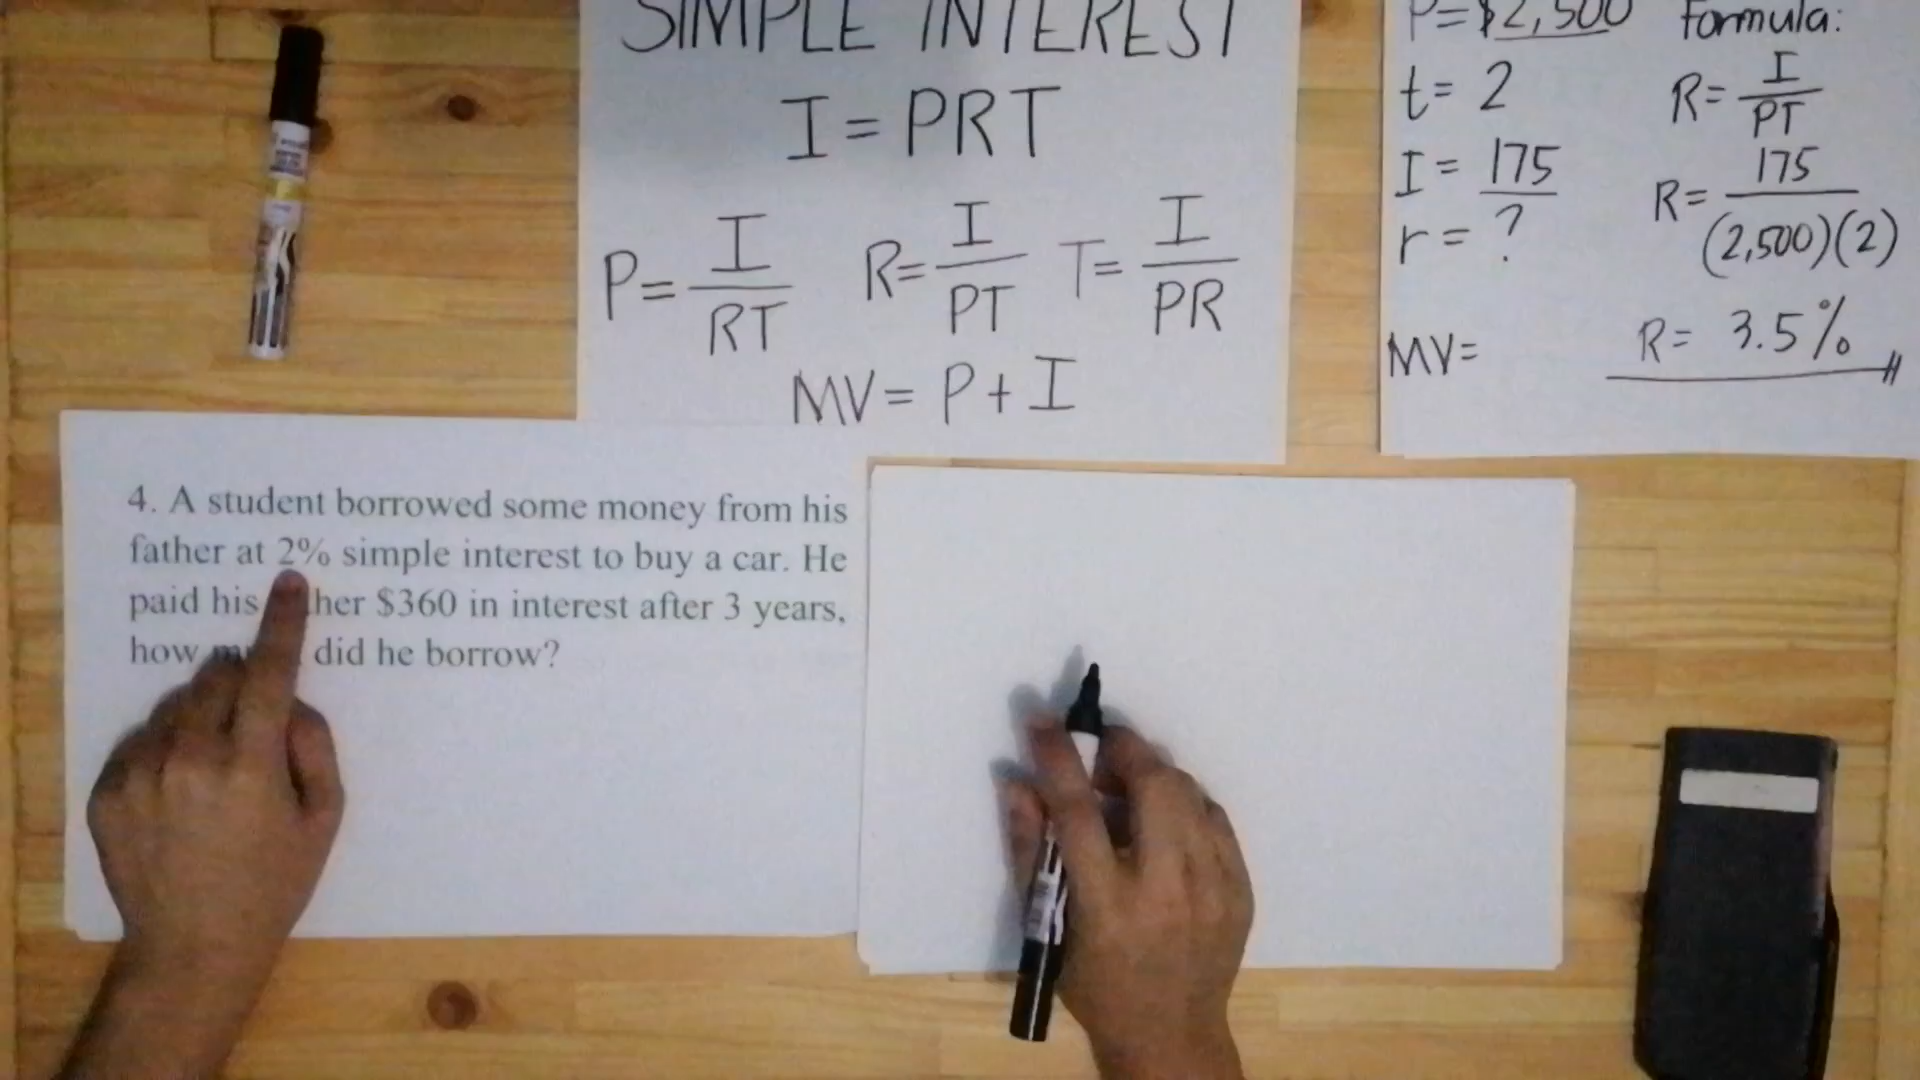 SIMPLE INTEREST
I = PRT
P = I / RT R = I / PT T = I / PR
MV = P + I
P = $2,500 Formula:
t = 2 R = I / PT
I = 175 R = 175 / (2,500)(2)
r = ?
MV = R = 3.5%
4. A student borrowed some money from his
father at 2% simple interest to buy a car. He
paid his her $360 in interest after 3 years,
how did he borrow?